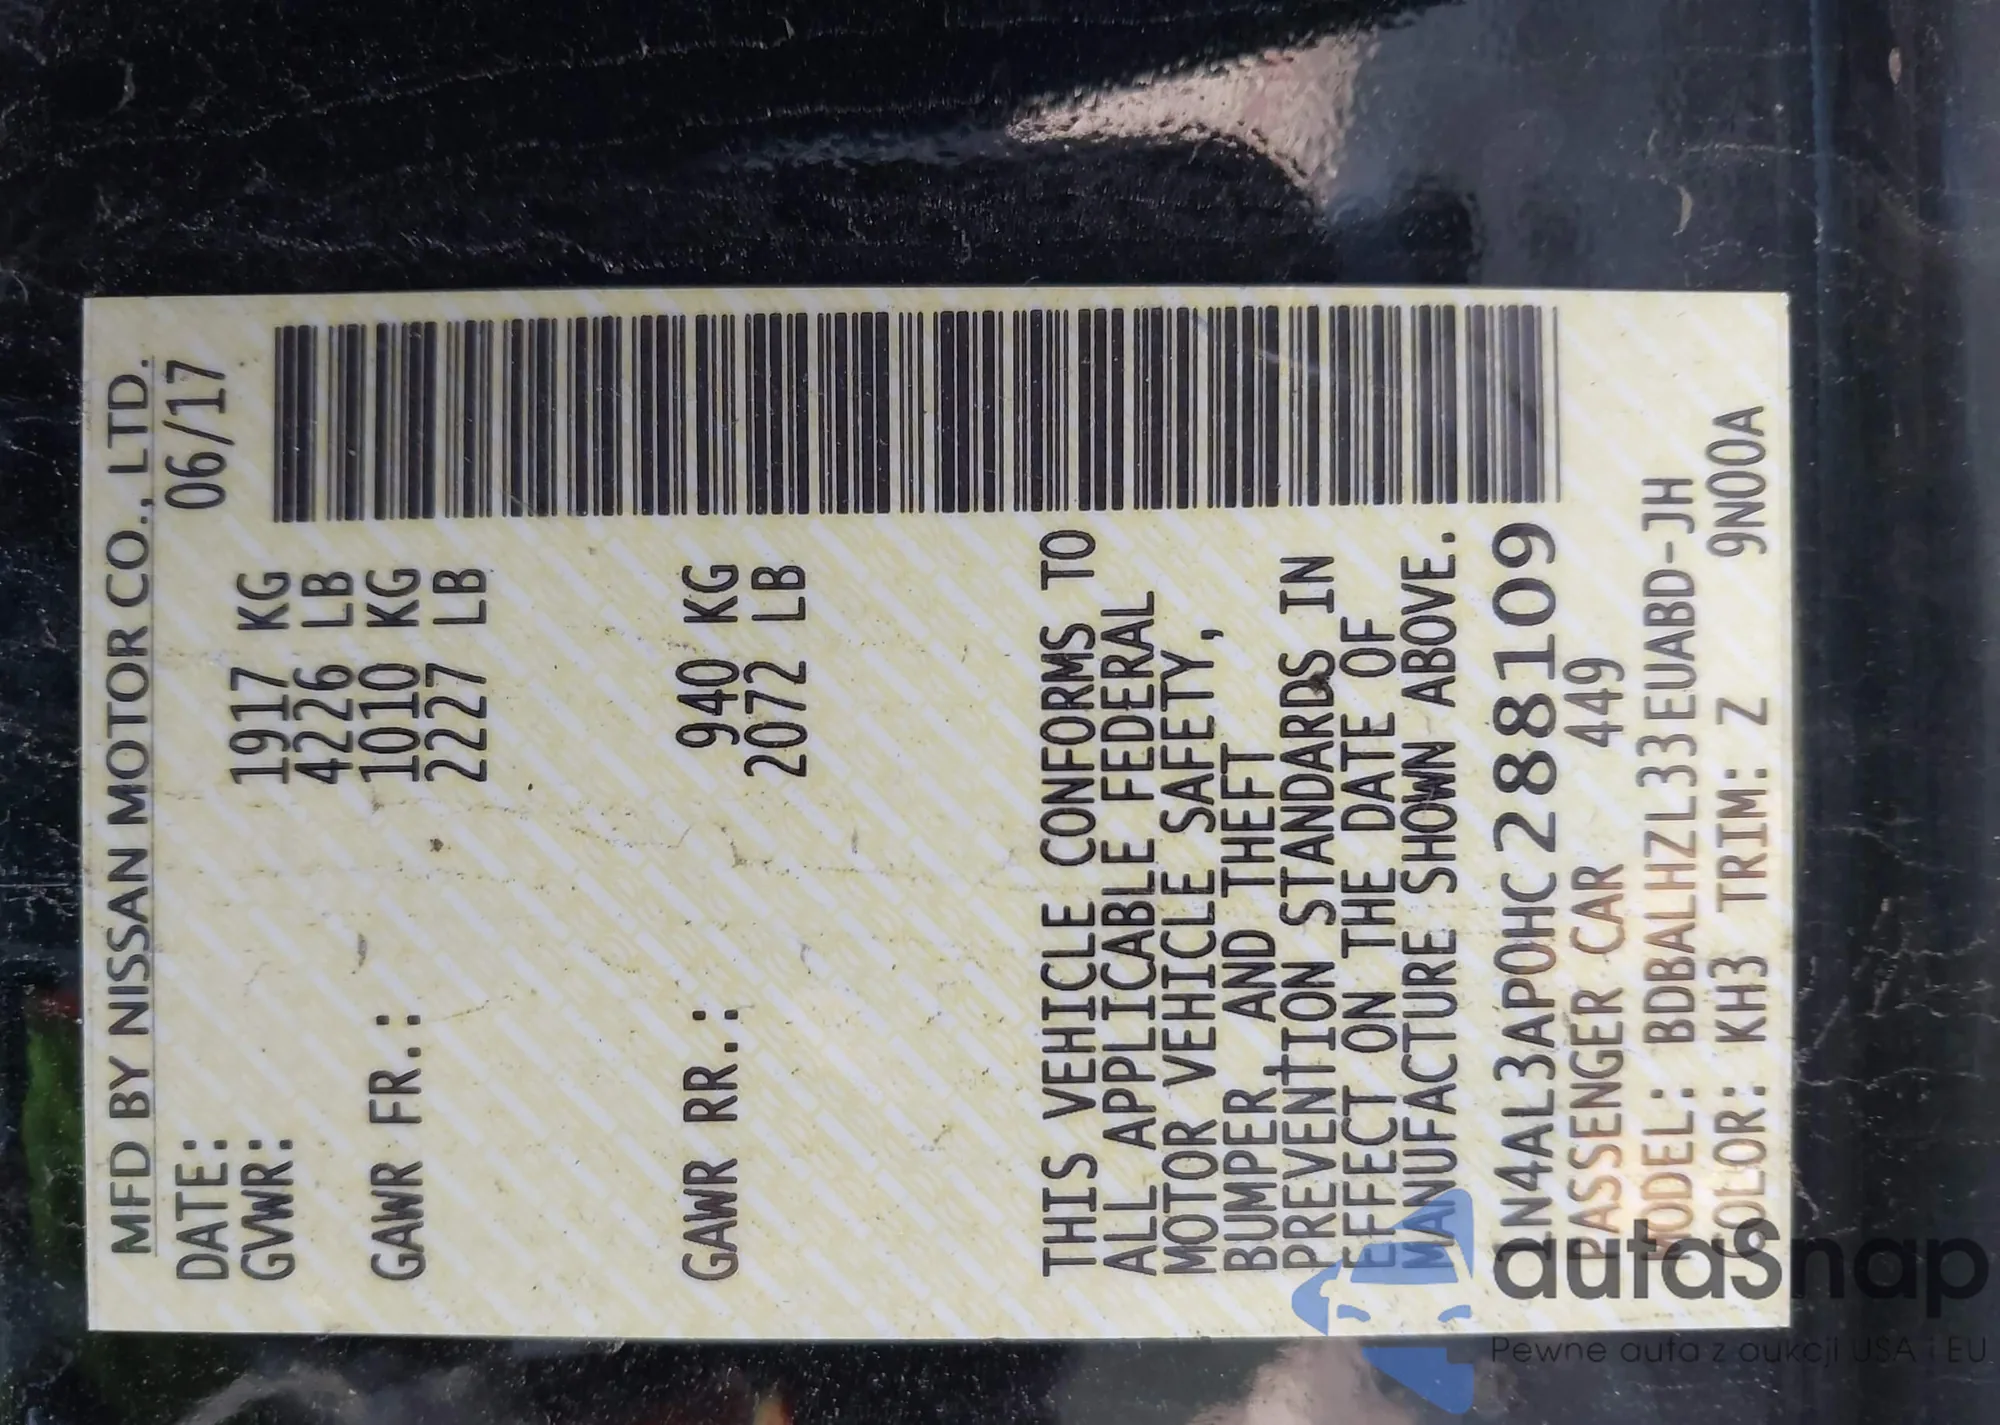 MFD BY NISSAN MOTOR CO., LTD.
DATE: 06/17
GVWR: 1917 KG
4226 LB
GAWR FR.: 1010 KG
2227 LB
GAWR RR.: 940 KG
2072 LB
THIS VEHICLE CONFORMS TO
ALL APPLICABLE FEDERAL
MOTOR VEHICLE SAFETY,
BUMPER, AND THEFT
PREVENTION STANDARDS IN
EFFECT ON THE DATE OF
MANUFACTURE SHOWN ABOVE.
1N4AL3AP0HC288109
PASSENGER CAR 449
MODEL: BDBALHZL33EUABD-JH
COLOR: KH3 TRIM: Z 9N00A
autasnap
Pewne auta z aukcji USA i EU